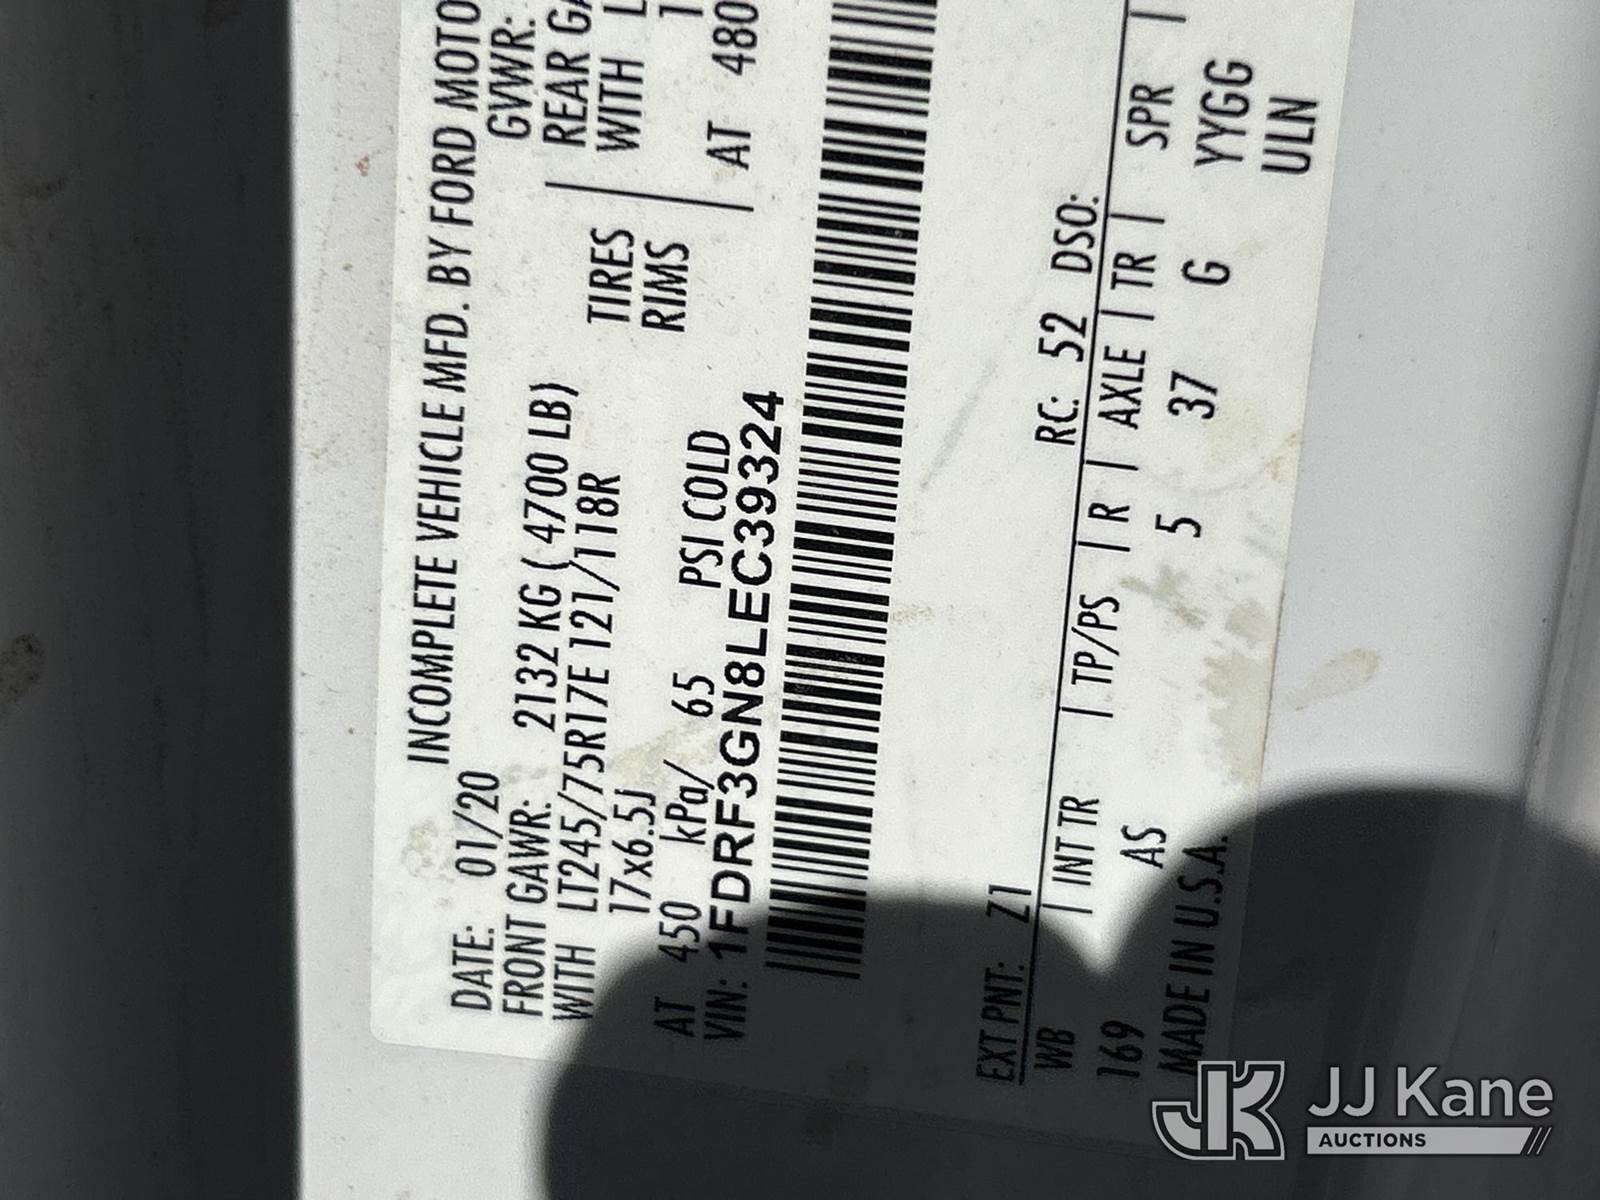 INCOMPLETE VEHICLE MFD. BY FORD MOTO
DATE: 01/20 GVWR:
FRONT GAWR: 2132 KG ( 4700 LB) REAR GA
WITH LT245/75R17E 121/118R TIRES WITH L
17x6.5J RIMS 1
AT 450 kPa/ 65 PSI COLD AT 480
VIN: 1FDRF3GN8LEC39324
EXT PNT: Z1 RC: 52 DSO:
WB | INT TR | TP/PS | R | AXLE | TR | SPR |
169 AS 5 37 G YYGG
MADE IN U.S.A. ULN
JJ Kane
AUCTIONS